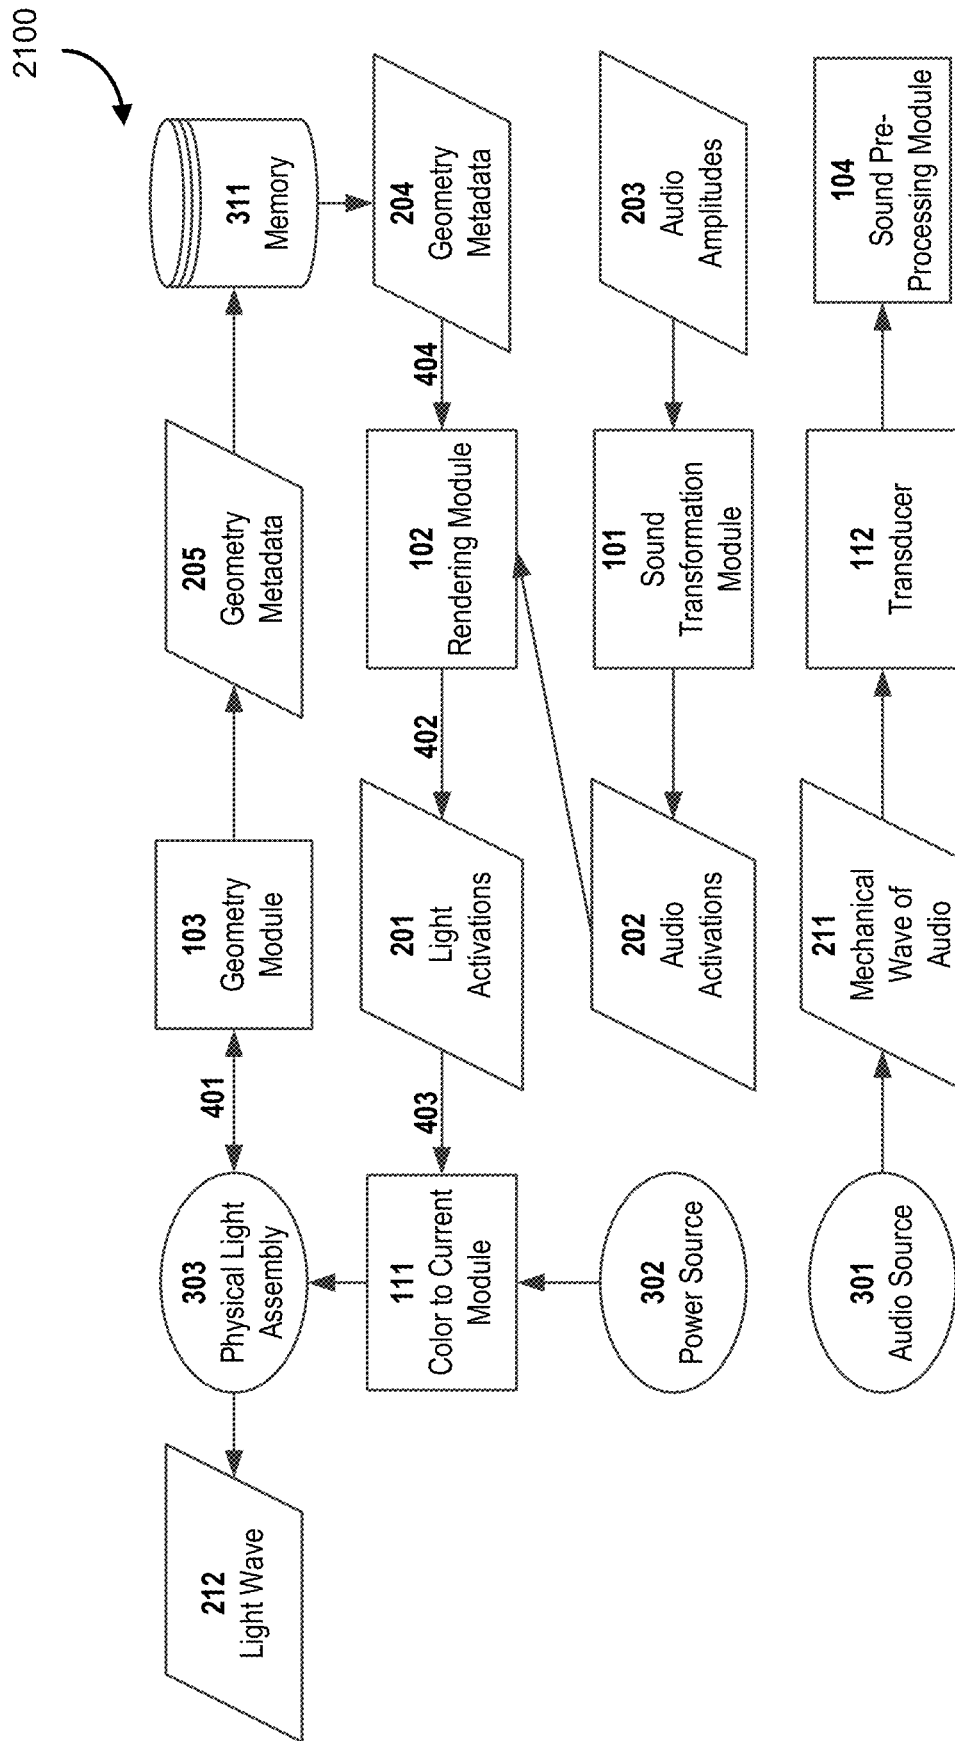 2100
212
Light Wave
303
Physical Light
Assembly
401
103
Geometry
Module
205
Geometry
Metadata
311
Memory
111
Color to Current
Module
403
201
Light
Activations
402
102
Rendering Module
404
204
Geometry
Metadata
302
Power Source
202
Audio
Activations
101
Sound
Transformation
Module
203
Audio
Amplitudes
301
Audio Source
211
Mechanical
Wave of
Audio
112
Transducer
104
Sound Pre-
Processing Module